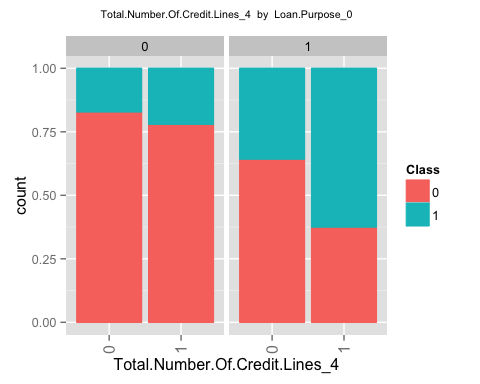 Total.Number.Of.Credit.Lines_4 by Loan.Purpose_0
0 1
1.00
0.75
0.50
0.25
0.00
count
0 1 0 1
Total.Number.Of.Credit.Lines_4
Class
0
1